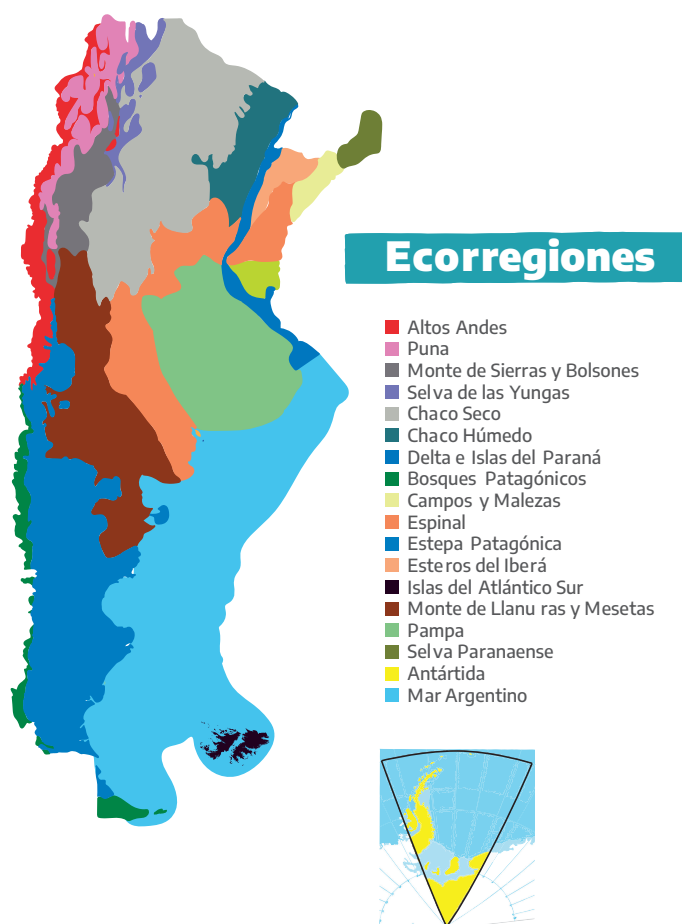 Ecorregiones
Altos Andes
Puna
Monte de Sierras y Bolsones
Selva de las Yungas
Chaco Seco
Chaco Húmedo
Delta e Islas del Paraná
Bosques Patagónicos
Campos y Malezas
Espinal
Estepa Patagónica
Esteros del Iberá
Islas del Atlántico Sur
Monte de Llanu ras y Mesetas
Pampa
Selva Paranaense
Antártida
Mar Argentino